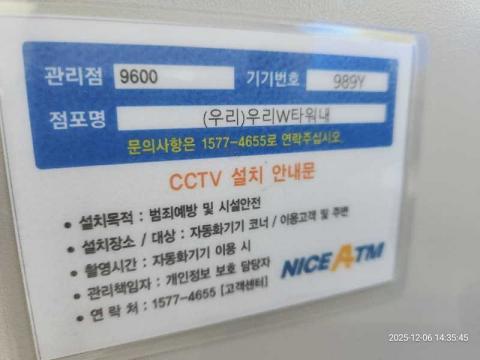 관리점 9600 기기번호 989Y
점포명 (우리)우리W타워내
문의사항은 1577-4655로 연락주십시오.
CCTV 설치 안내문
• 설치목적 : 범죄예방 및 시설안전
• 설치장소 / 대상 : 자동화기기 코너 / 이용고객 및 주변
• 촬영시간 : 자동화기기 이용 시
• 관리책임자 : 개인정보 보호 담당자
• 연 락 처 : 1577-4655 [고객센터]
NICE ATM
2025-12-06 14:35:45